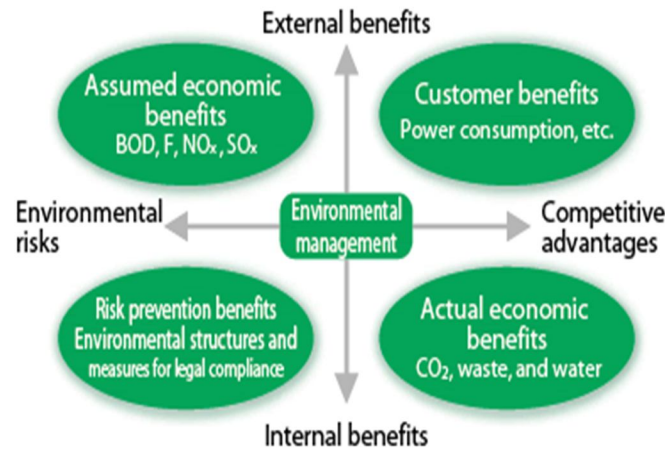 External benefits
Assumed economic
benefits
BOD, F, NOₓ, SOₓ
Customer benefits
Power consumption, etc.
Environmental
risks
Environmental
management
Competitive
advantages
Risk prevention benefits
Environmental structures and
measures for legal compliance
Actual economic
benefits
CO₂, waste, and water
Internal benefits